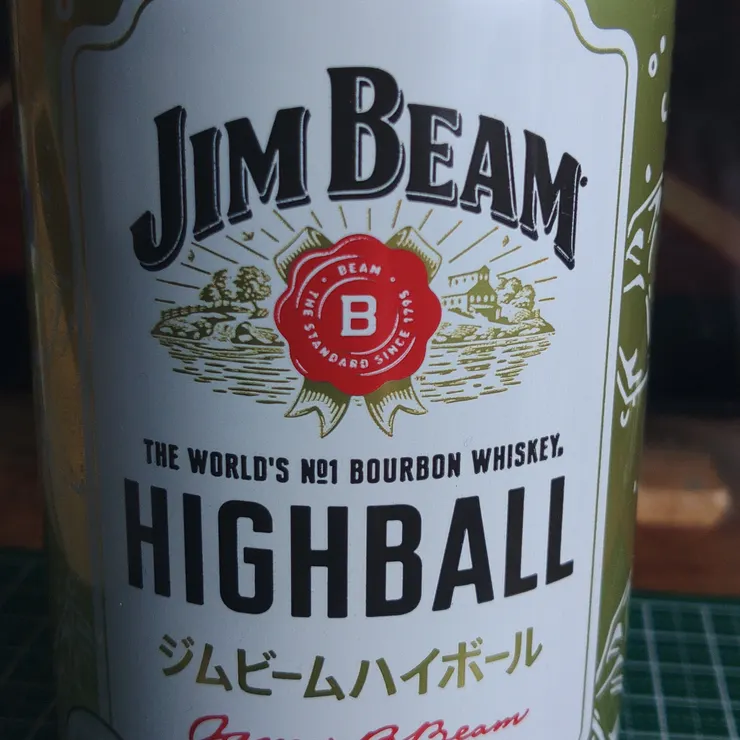 JIM BEAM
BEAM
THE STANDARD SINCE 1795
B
THE WORLD'S №1 BOURBON WHISKEY.
HIGHBALL
ジムビームハイボール
B Beam